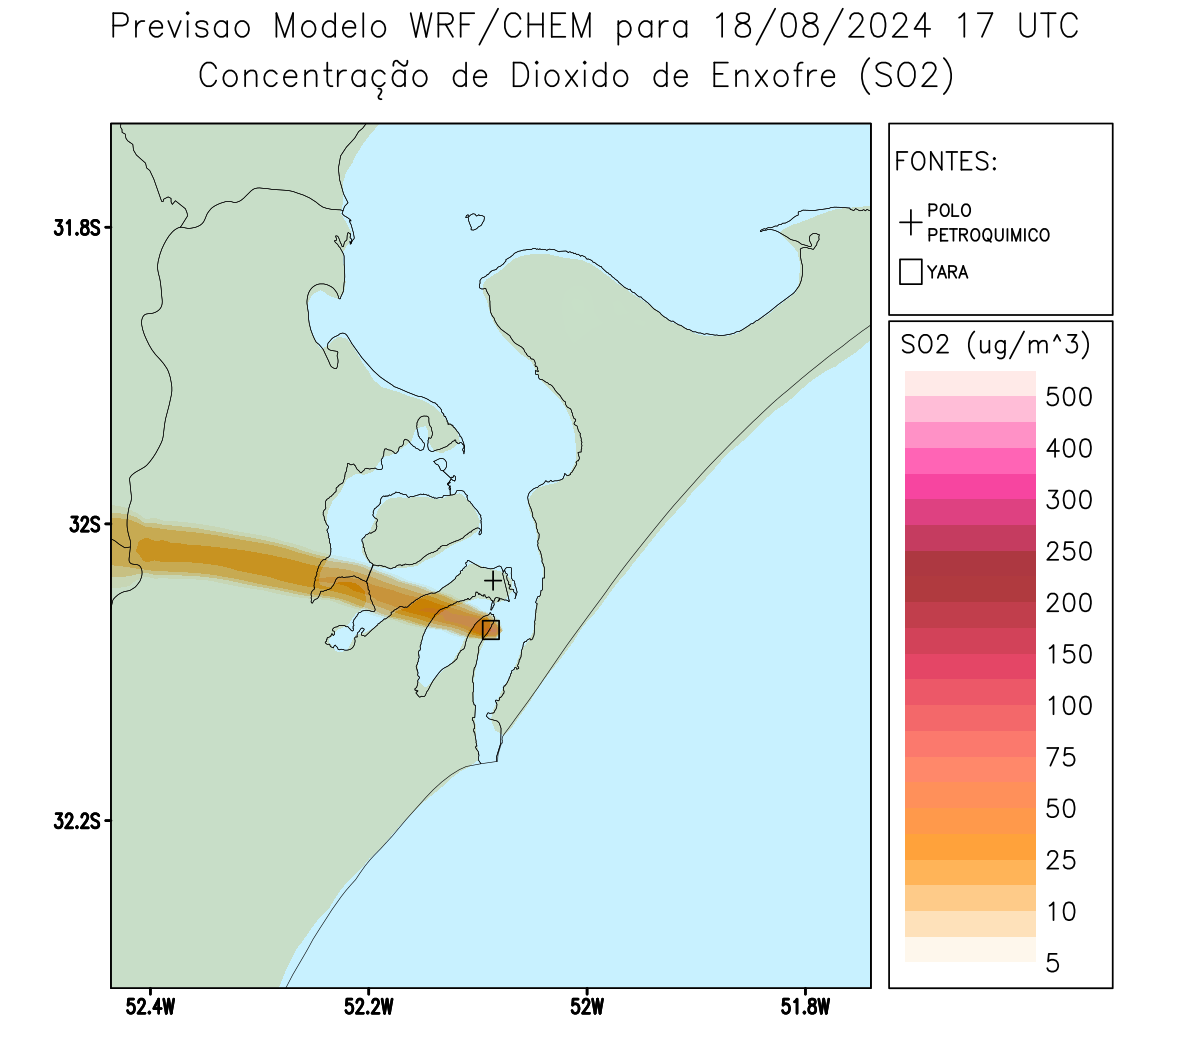 Previsao Modelo WRF/CHEM para 18/08/2024 17 UTC
Concentração de Dioxido de Enxofre (SO2)
FONTES:
POLO
PETROQUIMICO
YARA
SO2 (ug/m^3)
500
400
300
250
200
150
100
75
50
25
10
5
31.8S
32S
32.2S
52.4W
52.2W
52W
51.8W